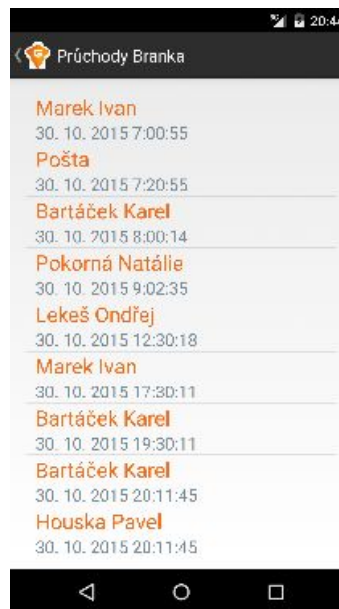 20:44
Průchody Branka
Marek Ivan
30. 10. 2015 7:00:55
Pošta
30. 10. 2015 7:20:55
Bartáček Karel
30. 10. 2015 8:00:14
Pokorná Natálie
30. 10. 2015 9:02:35
Lekeš Ondřej
30. 10. 2015 12:30:18
Marek Ivan
30. 10. 2015 17:30:11
Bartáček Karel
30. 10. 2015 19:30:11
Bartáček Karel
30. 10. 2015 20:11:45
Houska Pavel
30. 10. 2015 20:11:45